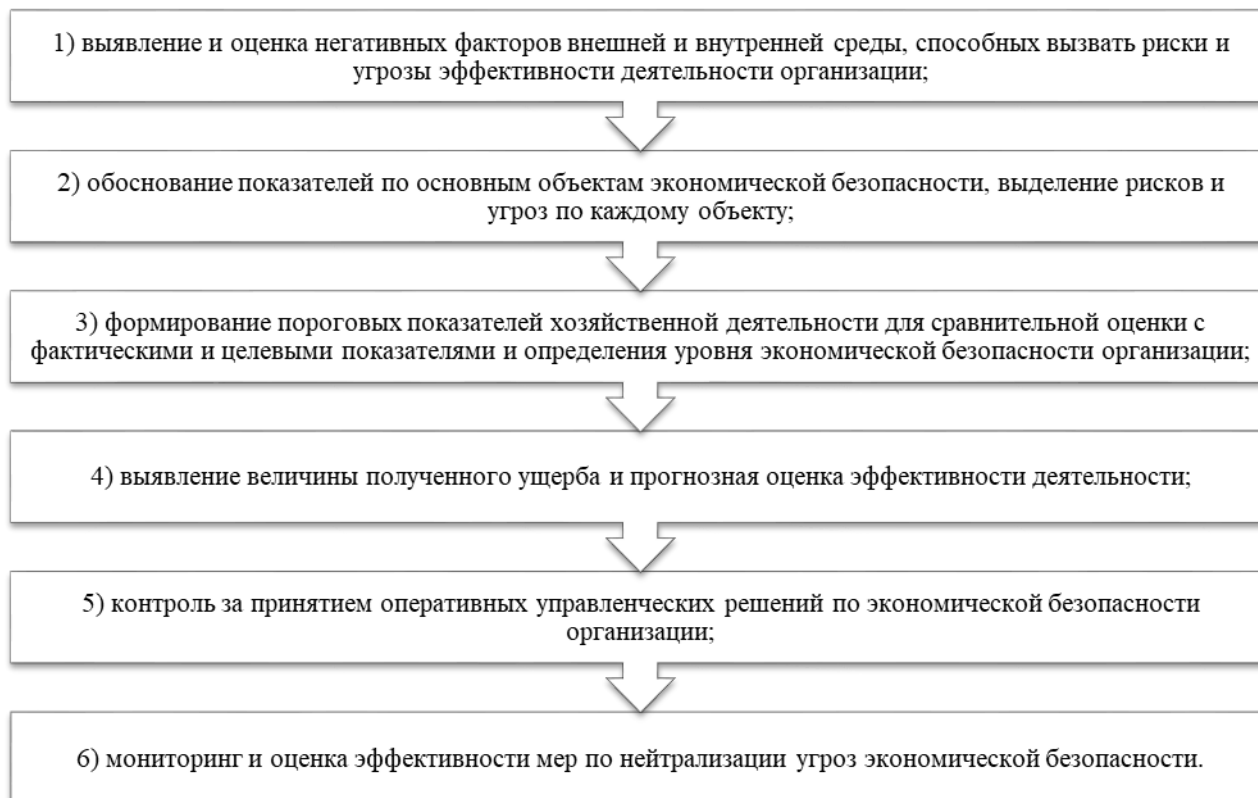 1) выявление и оценка негативных факторов внешней и внутренней среды, способных вызвать риски и
угрозы эффективности деятельности организации;
2) обоснование показателей по основным объектам экономической безопасности, выделение рисков и
угроз по каждому объекту;
3) формирование пороговых показателей хозяйственной деятельности для сравнительной оценки с
фактическими и целевыми показателями и определения уровня экономической безопасности организации;
4) выявление величины полученного ущерба и прогнозная оценка эффективности деятельности;
5) контроль за принятием оперативных управленческих решений по экономической безопасности
организации;
6) мониторинг и оценка эффективности мер по нейтрализации угроз экономической безопасности.